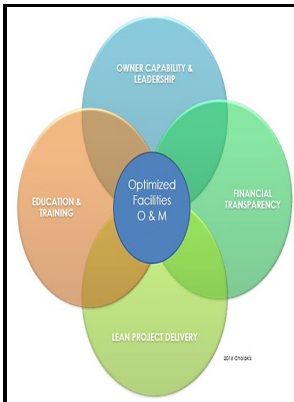 OWNER CAPABILITY &
LEADERSHIP
EDUCATION &
TRAINING
Optimized
Facilities
O & M
FINANCIAL
TRANSPARENCY
LEAN PROJECT DELIVERY